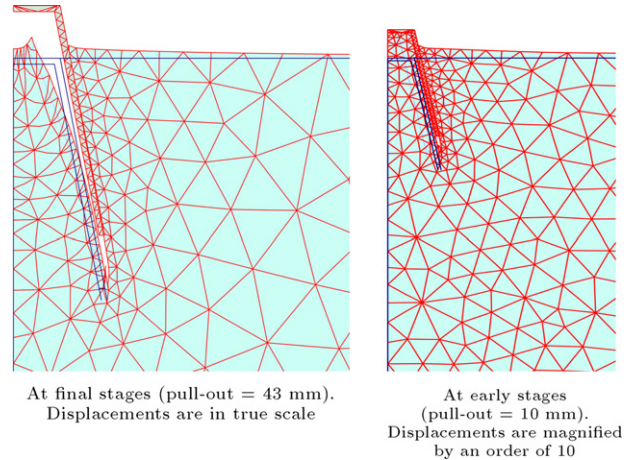 At final stages (pull-out = 43 mm).
Displacements are in true scale
At early stages
(pull-out = 10 mm).
Displacements are magnified
by an order of 10